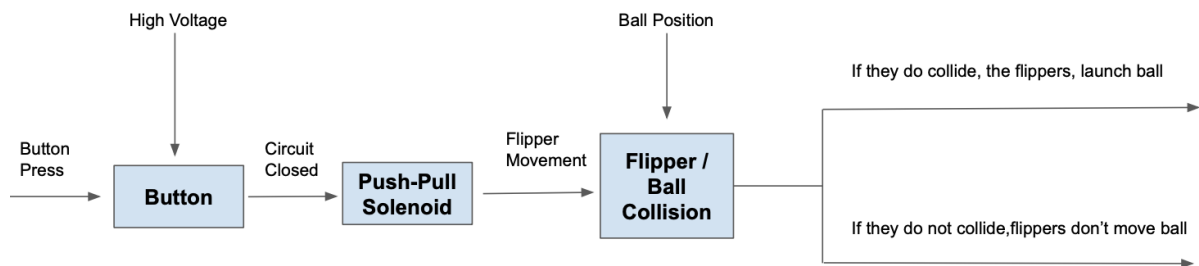 High Voltage
Ball Position
If they do collide, the flippers, launch ball
Button
Press
Circuit
Closed
Flipper
Movement
Button
Push-Pull
Solenoid
Flipper /
Ball
Collision
If they do not collide,flippers don’t move ball